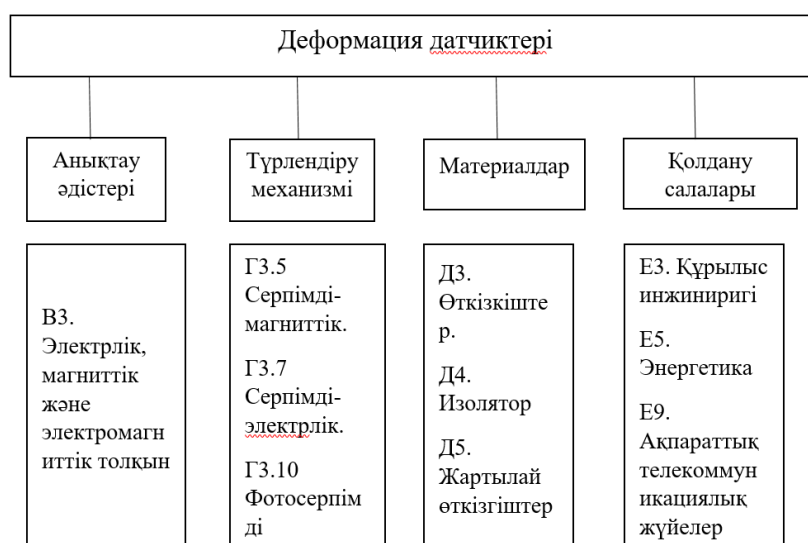 Деформация датчиктері
Анықтау
әдістері
Түрлендіру
механизмі
Материалдар
Қолдану
салалары
В3.
Электрлік,
магниттік
және
электромагн
иттік толқын
Г3.5
Серпімді-
магниттік.
Г3.7
Серпімді-
электрлік.
Г3.10
Фотосерпім
ді
Д3.
Өткізкіште
р.
Д4.
Изолятор
Д5.
Жартылай
өткізгіштер
Е3. Құрылыс
инжиниригі
Е5.
Энергетика
Е9.
Ақпараттық
телекоммун
икациялық
жүйелер